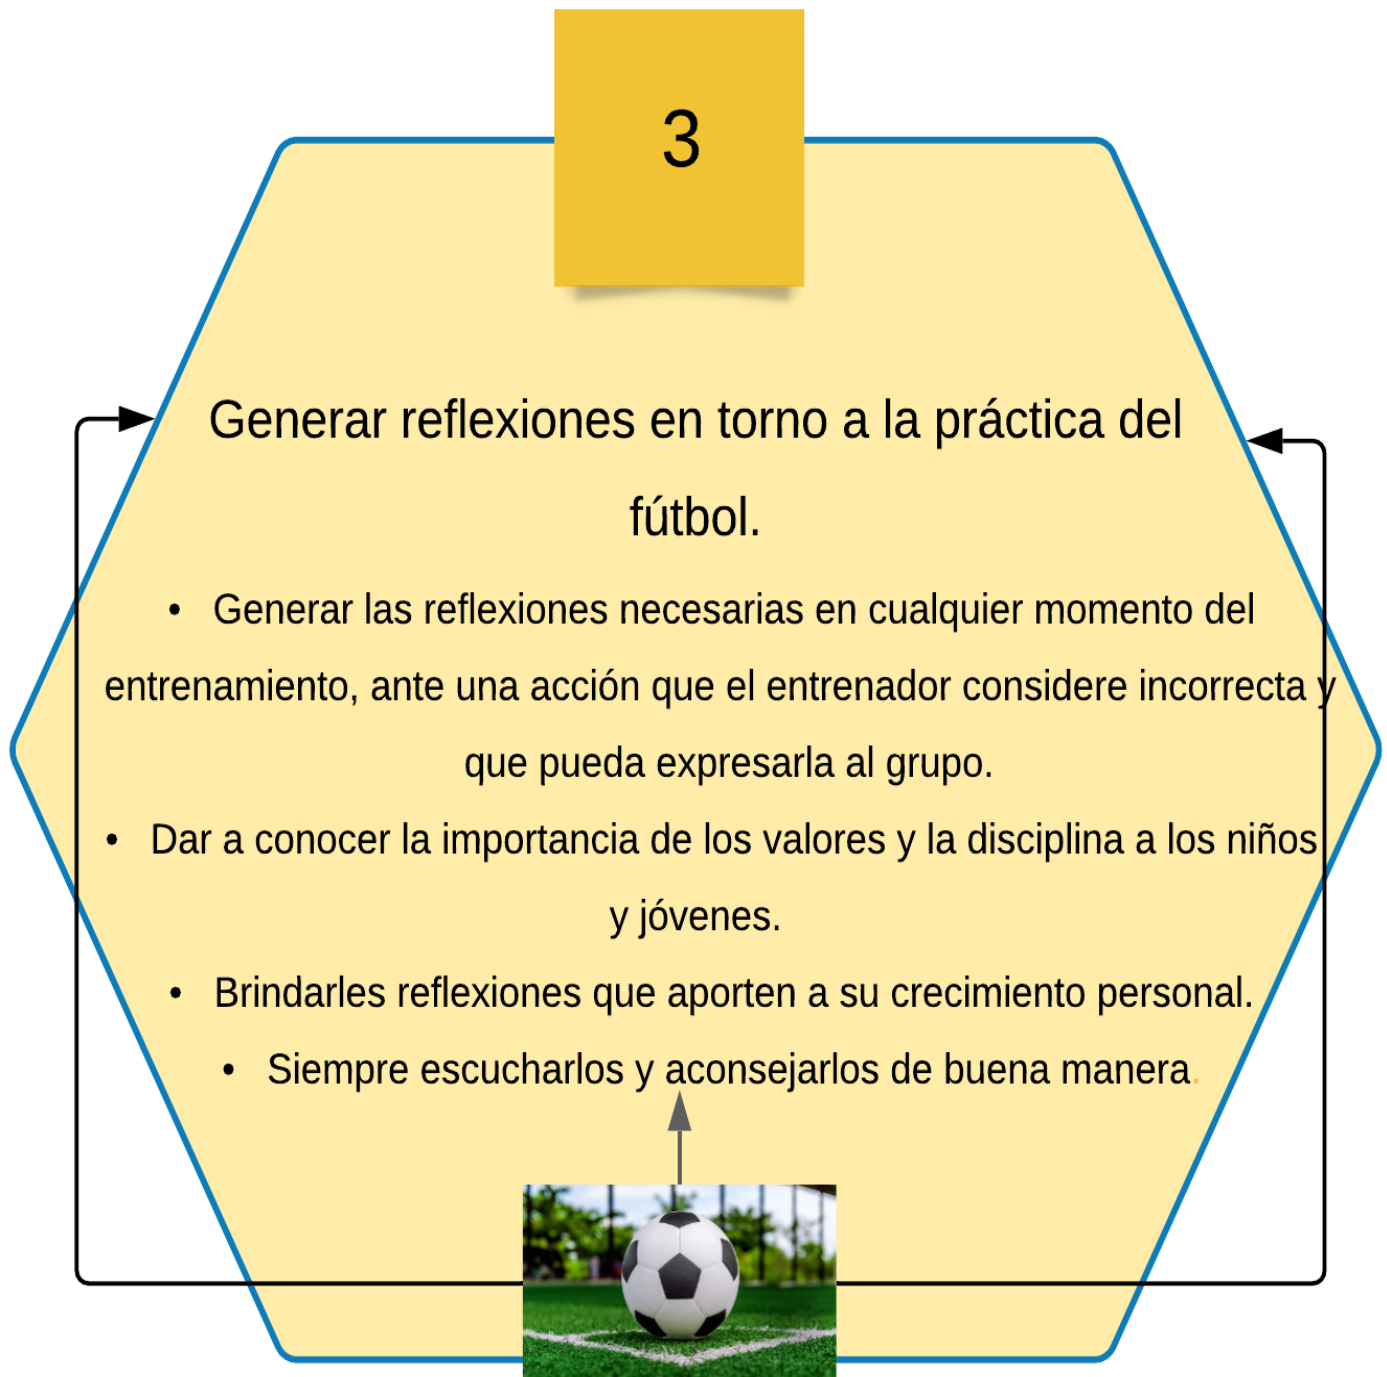 3
Generar reflexiones en torno a la práctica del
fútbol.
• Generar las reflexiones necesarias en cualquier momento del
entrenamiento, ante una acción que el entrenador considere incorrecta y
que pueda expresarla al grupo.
• Dar a conocer la importancia de los valores y la disciplina a los niños
y jóvenes.
• Brindarles reflexiones que aporten a su crecimiento personal.
• Siempre escucharlos y aconsejarlos de buena manera.